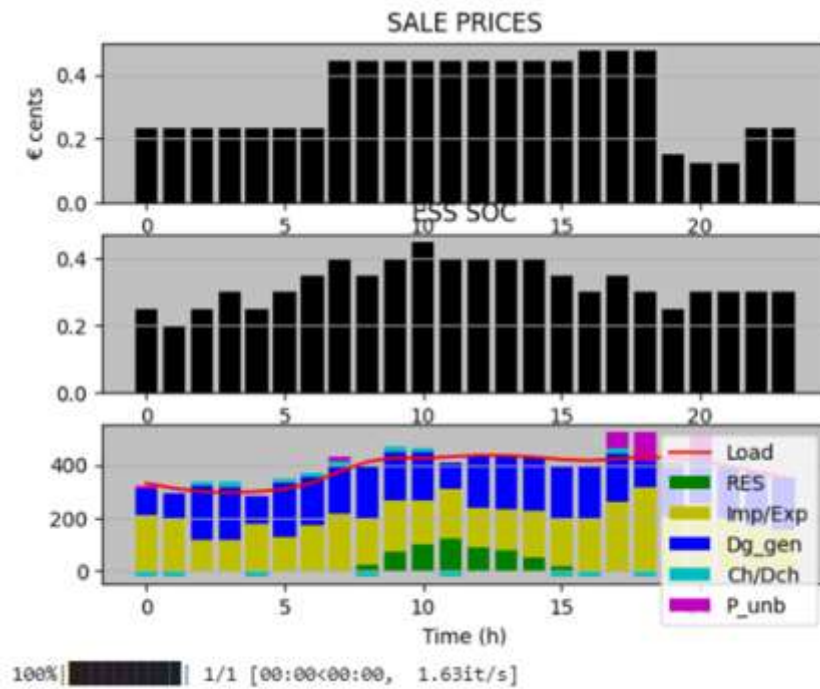 SALE PRICES
€ cents
0.4
0.2
0.0
0 5 10 15 20
ESS SOC
0.4
0.2
0.0
0 5 10 15 20
400
200
0
Load
RES
Imp/Exp
Dg_gen
Ch/Dch
P_unb
0 5 10 15 20
Time (h)
100%| | 1/1 [00:00<00:00, 1.63it/s]